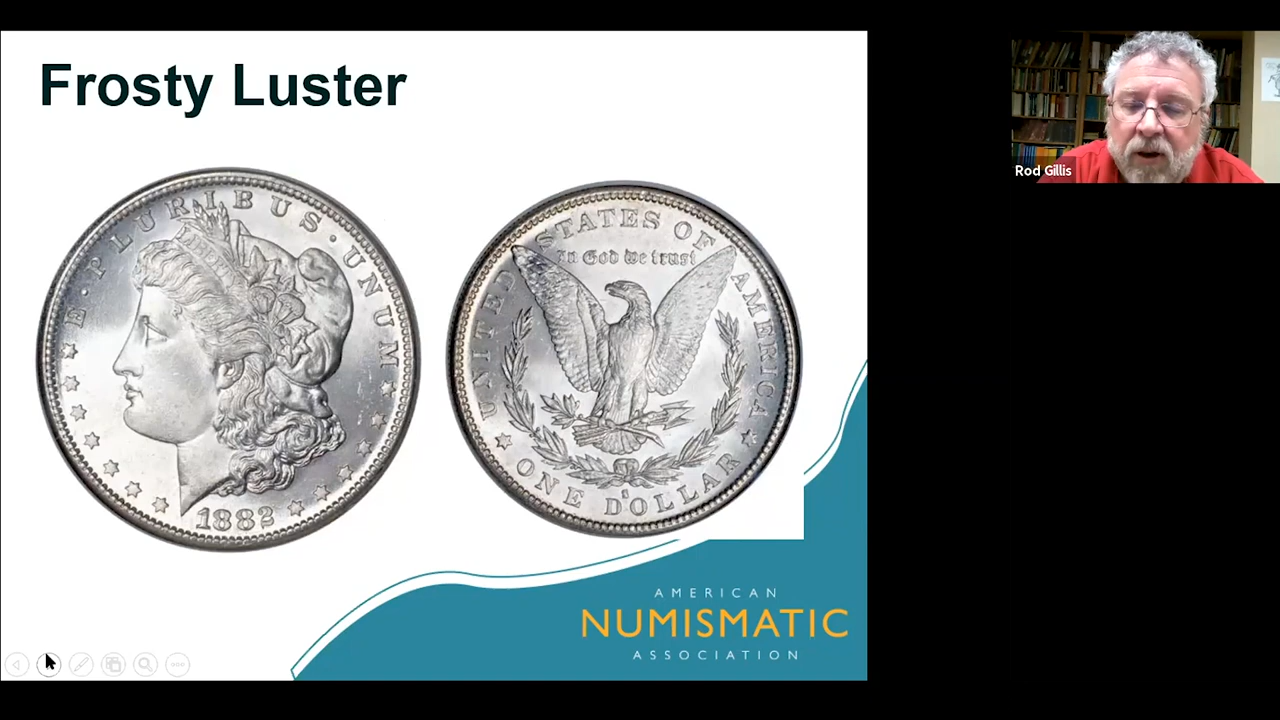 Frosty Luster
E · PLURIBUS · UNUM
1882
UNITED STATES OF AMERICA
In God we trust
ONE DOLLAR
S
AMERICAN
NUMISMATIC
ASSOCIATION
Rod Gillis